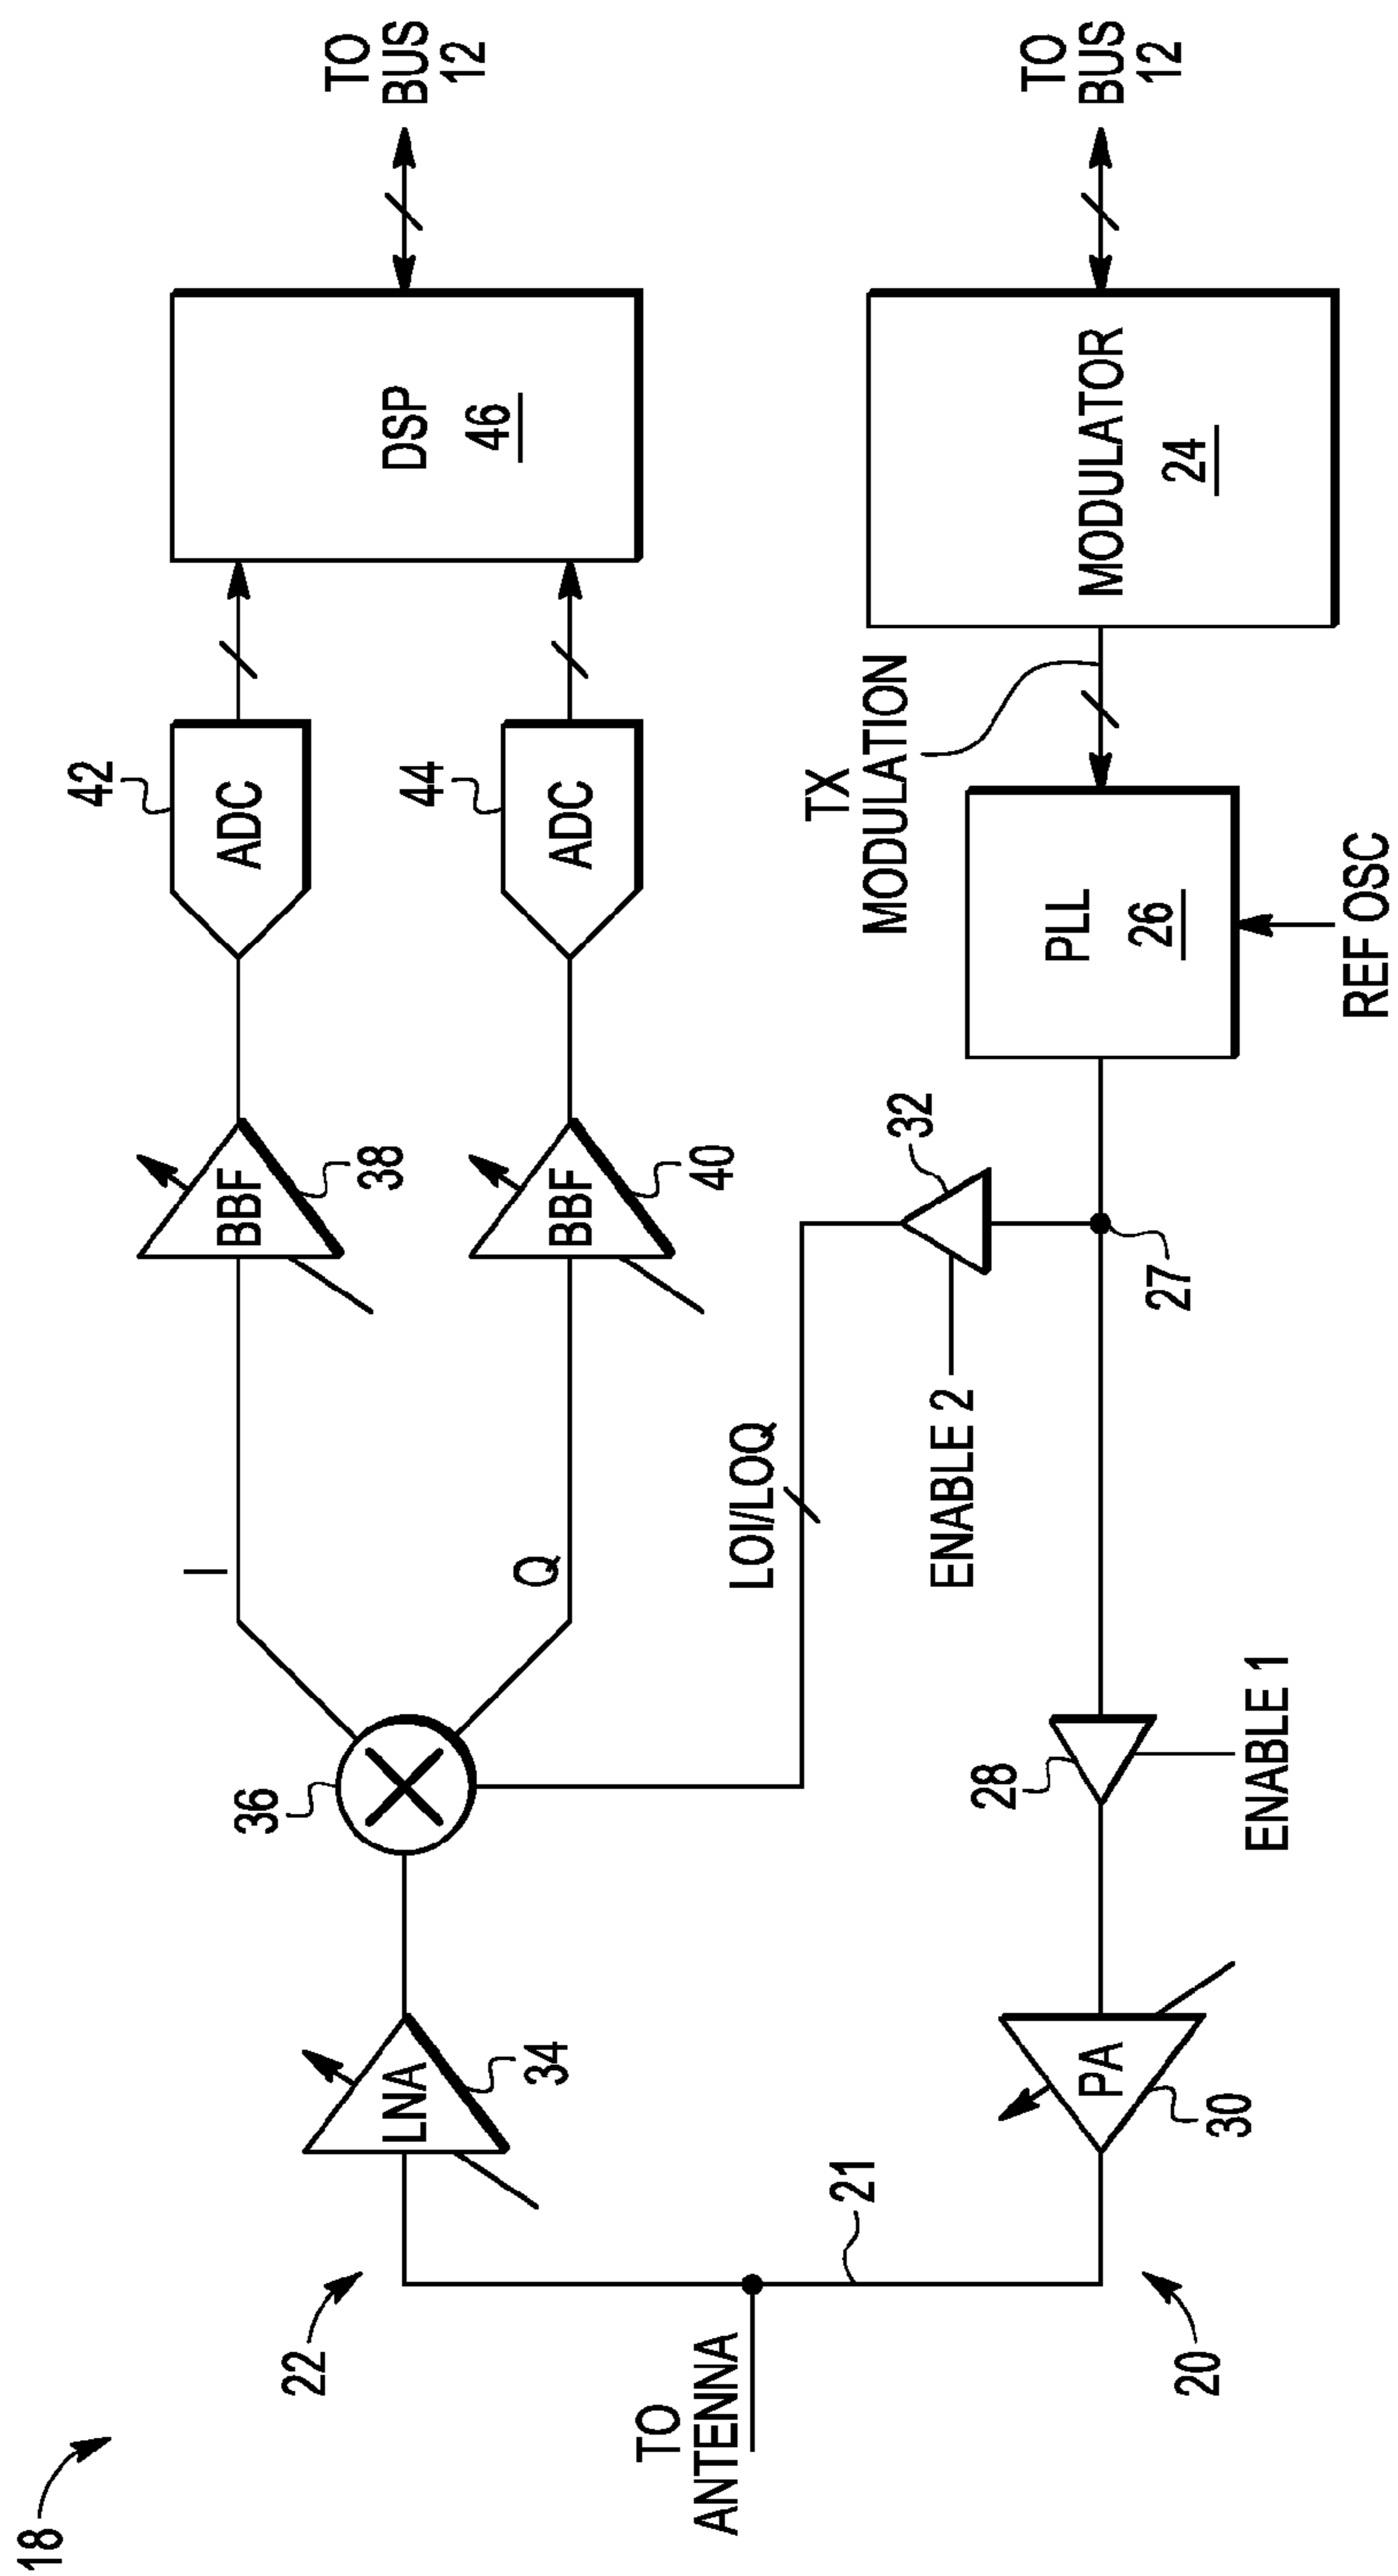 18
22
TO
ANTENNA
21
20
LNA
34
36
I
Q
BBF
38
BBF
40
42
ADC
44
ADC
DSP
46
TO
BUS
12
LOI/LOQ
ENABLE 2
32
27
PA
30
28
ENABLE 1
PLL
26
REF OSC
TX
MODULATION
MODULATOR
24
TO
BUS
12